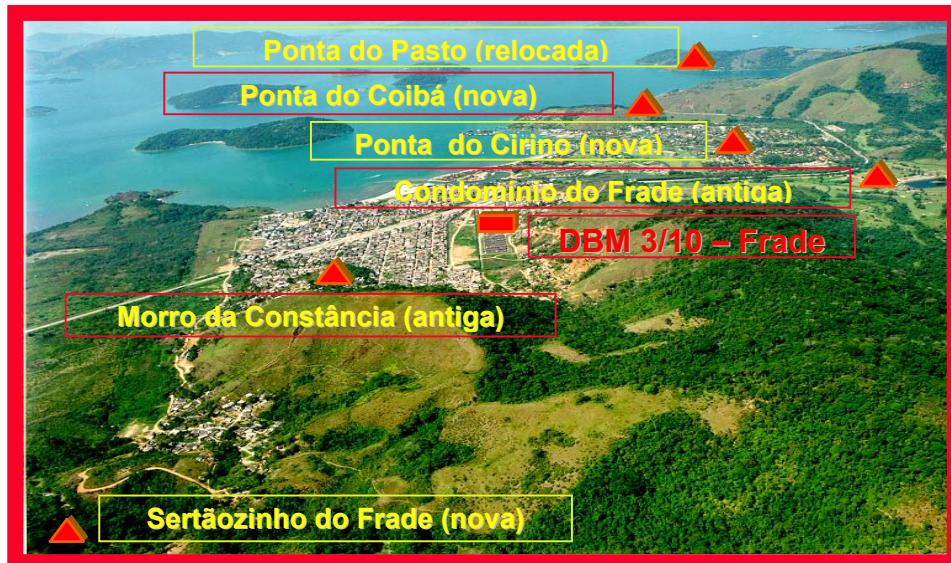 Ponta do Pasto (relocada)
Ponta do Coibá (nova)
Ponta do Cirino (nova)
Condomínio do Frade (antiga)
DBM 3/10 – Frade
Morro da Constância (antiga)
Sertãozinho do Frade (nova)